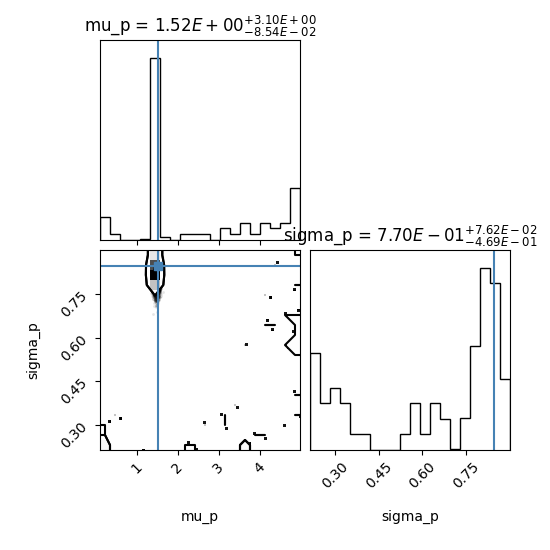 mu_p = 1.52E+00+3.10E+00 −8.54E−02
sigma_p = 7.70E−01+7.62E−02 −4.69E−01
0.75
0.60
0.45
0.30
sigma_p
1 2 3 4
0.30 0.45 0.60 0.75
mu_p
sigma_p